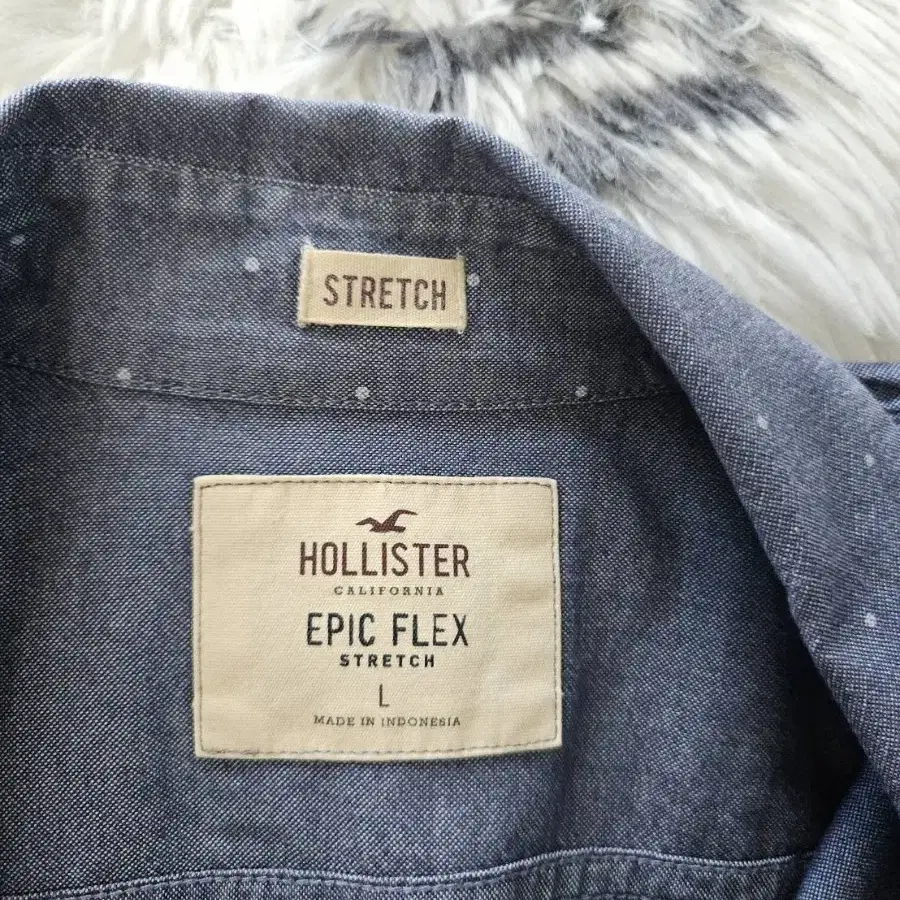 STRETCH
HOLLISTER
CALIFORNIA
EPIC FLEX
STRETCH
L
MADE IN INDONESIA